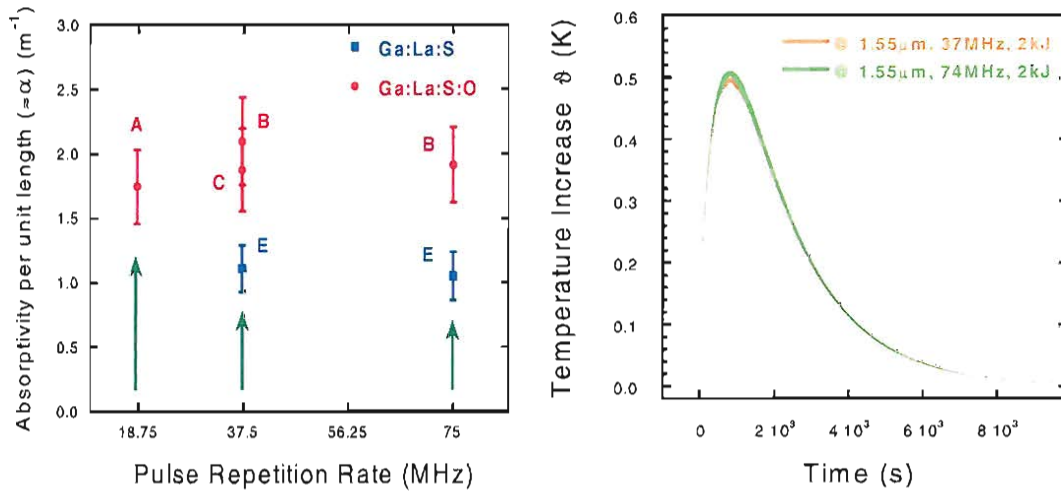 Absorptivity per unit length (≈α) (m⁻¹)
3.0
2.5
2.0
1.5
1.0
0.5
0.0
Ga:La:S
Ga:La:S:O
A
B
C
B
E
E
18.75 37.5 56.25 75
Pulse Repetition Rate (MHz)
Temperature Increase ϑ (K)
0.6
0.5
0.4
0.3
0.2
0.1
0.0
1.55μm, 37MHz, 2kJ
1.55μm, 74MHz, 2kJ
0 2 10³ 4 10³ 6 10³ 8 10³
Time (s)